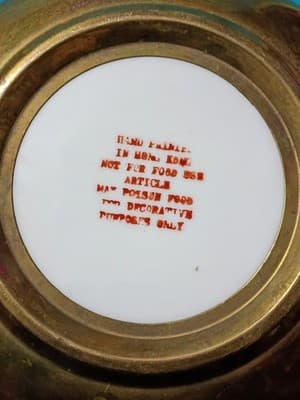 HAND PAINTED
IN HONG KONG
NOT FOR FOOD USE
ARTICLE
MAY POISON FOOD
FOR DECORATIVE
PURPOSES ONLY